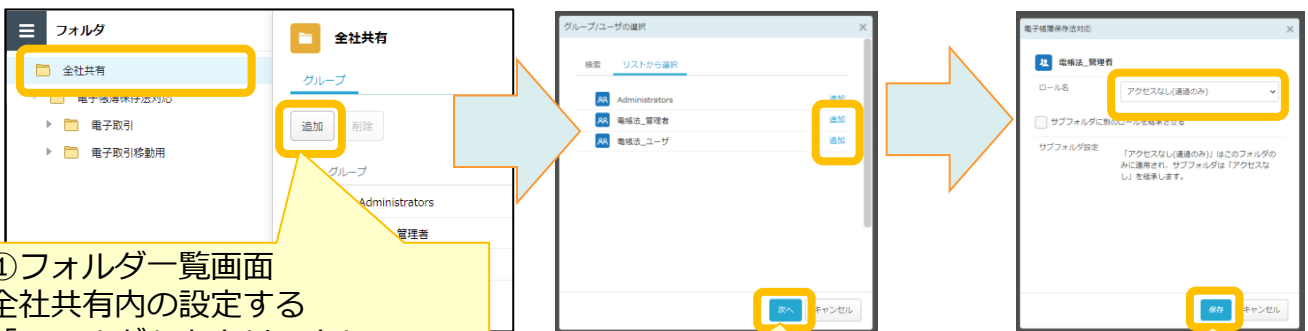 フォルダ
全社共有
電子帳簿保存法対応
電子取引
電子取引移動用
全社共有
グループ
追加
削除
グループ
Administrators
管理者
①フォルダ一覧画面
全社共有内の設定する
グループ/ユーザの選択
検索
リストから選択
Administrators
追加
電帳法_管理者
追加
電帳法_ユーザ
追加
次へ
キャンセル
電子帳簿保存法対応
電帳法_管理者
ロール名
アクセスなし(通過のみ)
サブフォルダに別のロールを継承させる
サブフォルダ設定
「アクセスなし(通過のみ)」はこのフォルダの
みに適用され、サブフォルダは「アクセスな
し」を継承します。
保存
キャンセル